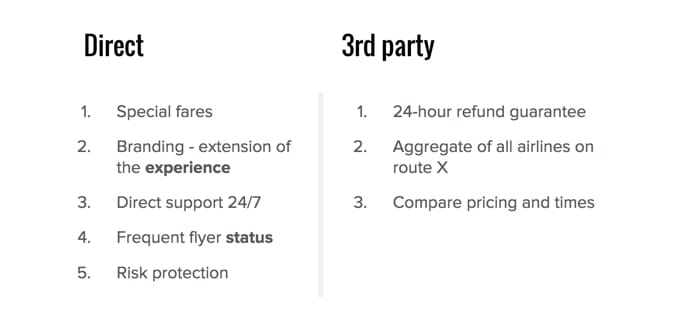 Direct
1. Special fares
2. Branding - extension of
the experience
3. Direct support 24/7
4. Frequent flyer status
5. Risk protection
3rd party
1. 24-hour refund guarantee
2. Aggregate of all airlines on
route X
3. Compare pricing and times